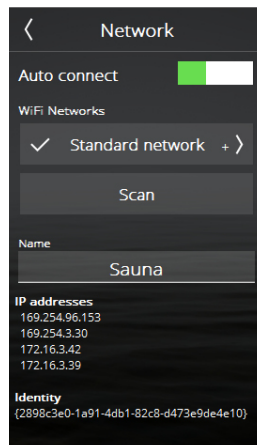 Network
Auto connect
WiFi Networks
Standard network +
Scan
Name
Sauna
IP addresses
169.254.96.153
169.254.3.30
172.16.3.42
172.16.3.39
Identity
{2898c3e0-1a91-4db1-82c8-d473e9de4e10}